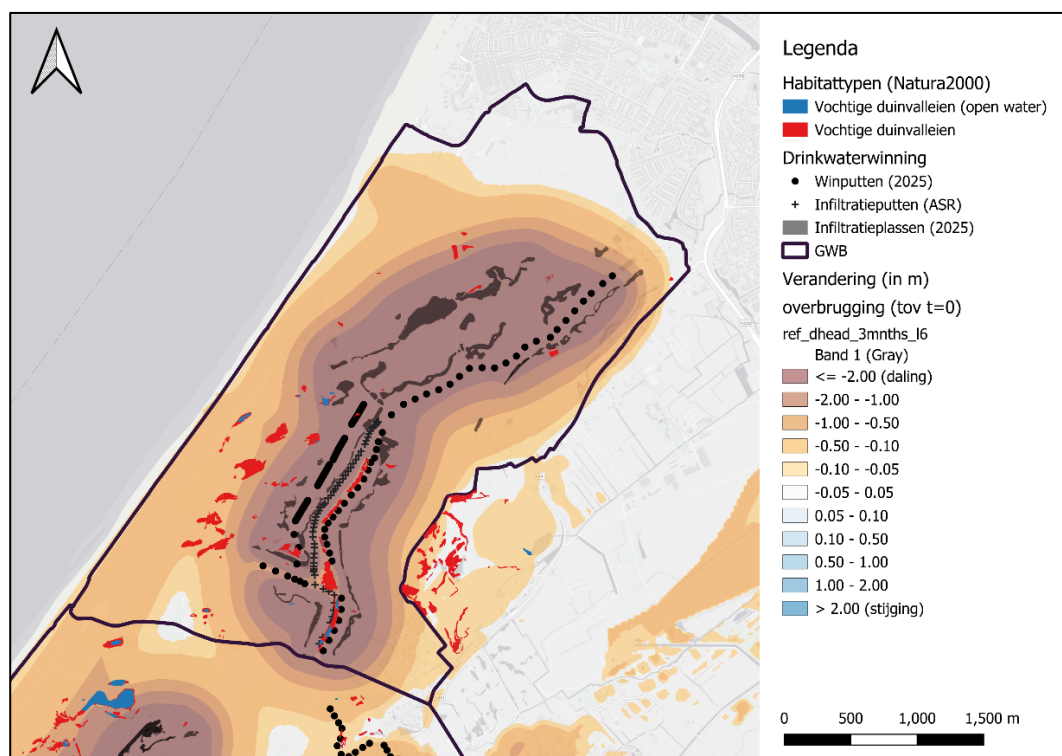 Legenda
Habitattypen (Natura2000)
Vochtige duinvalleien (open water)
Vochtige duinvalleien
Drinkwaterwinning
Winputten (2025)
Infiltratieputten (ASR)
Infiltratieplassen (2025)
GWB
Verandering (in m)
overbrugging (tov t=0)
ref_dhead_3mnths_l6
Band 1 (Gray)
<= -2.00 (daling)
-2.00 - -1.00
-1.00 - -0.50
-0.50 - -0.10
-0.10 - -0.05
-0.05 - 0.05
0.05 - 0.10
0.10 - 0.50
0.50 - 1.00
1.00 - 2.00
> 2.00 (stijging)
0 500 1,000 1,500 m